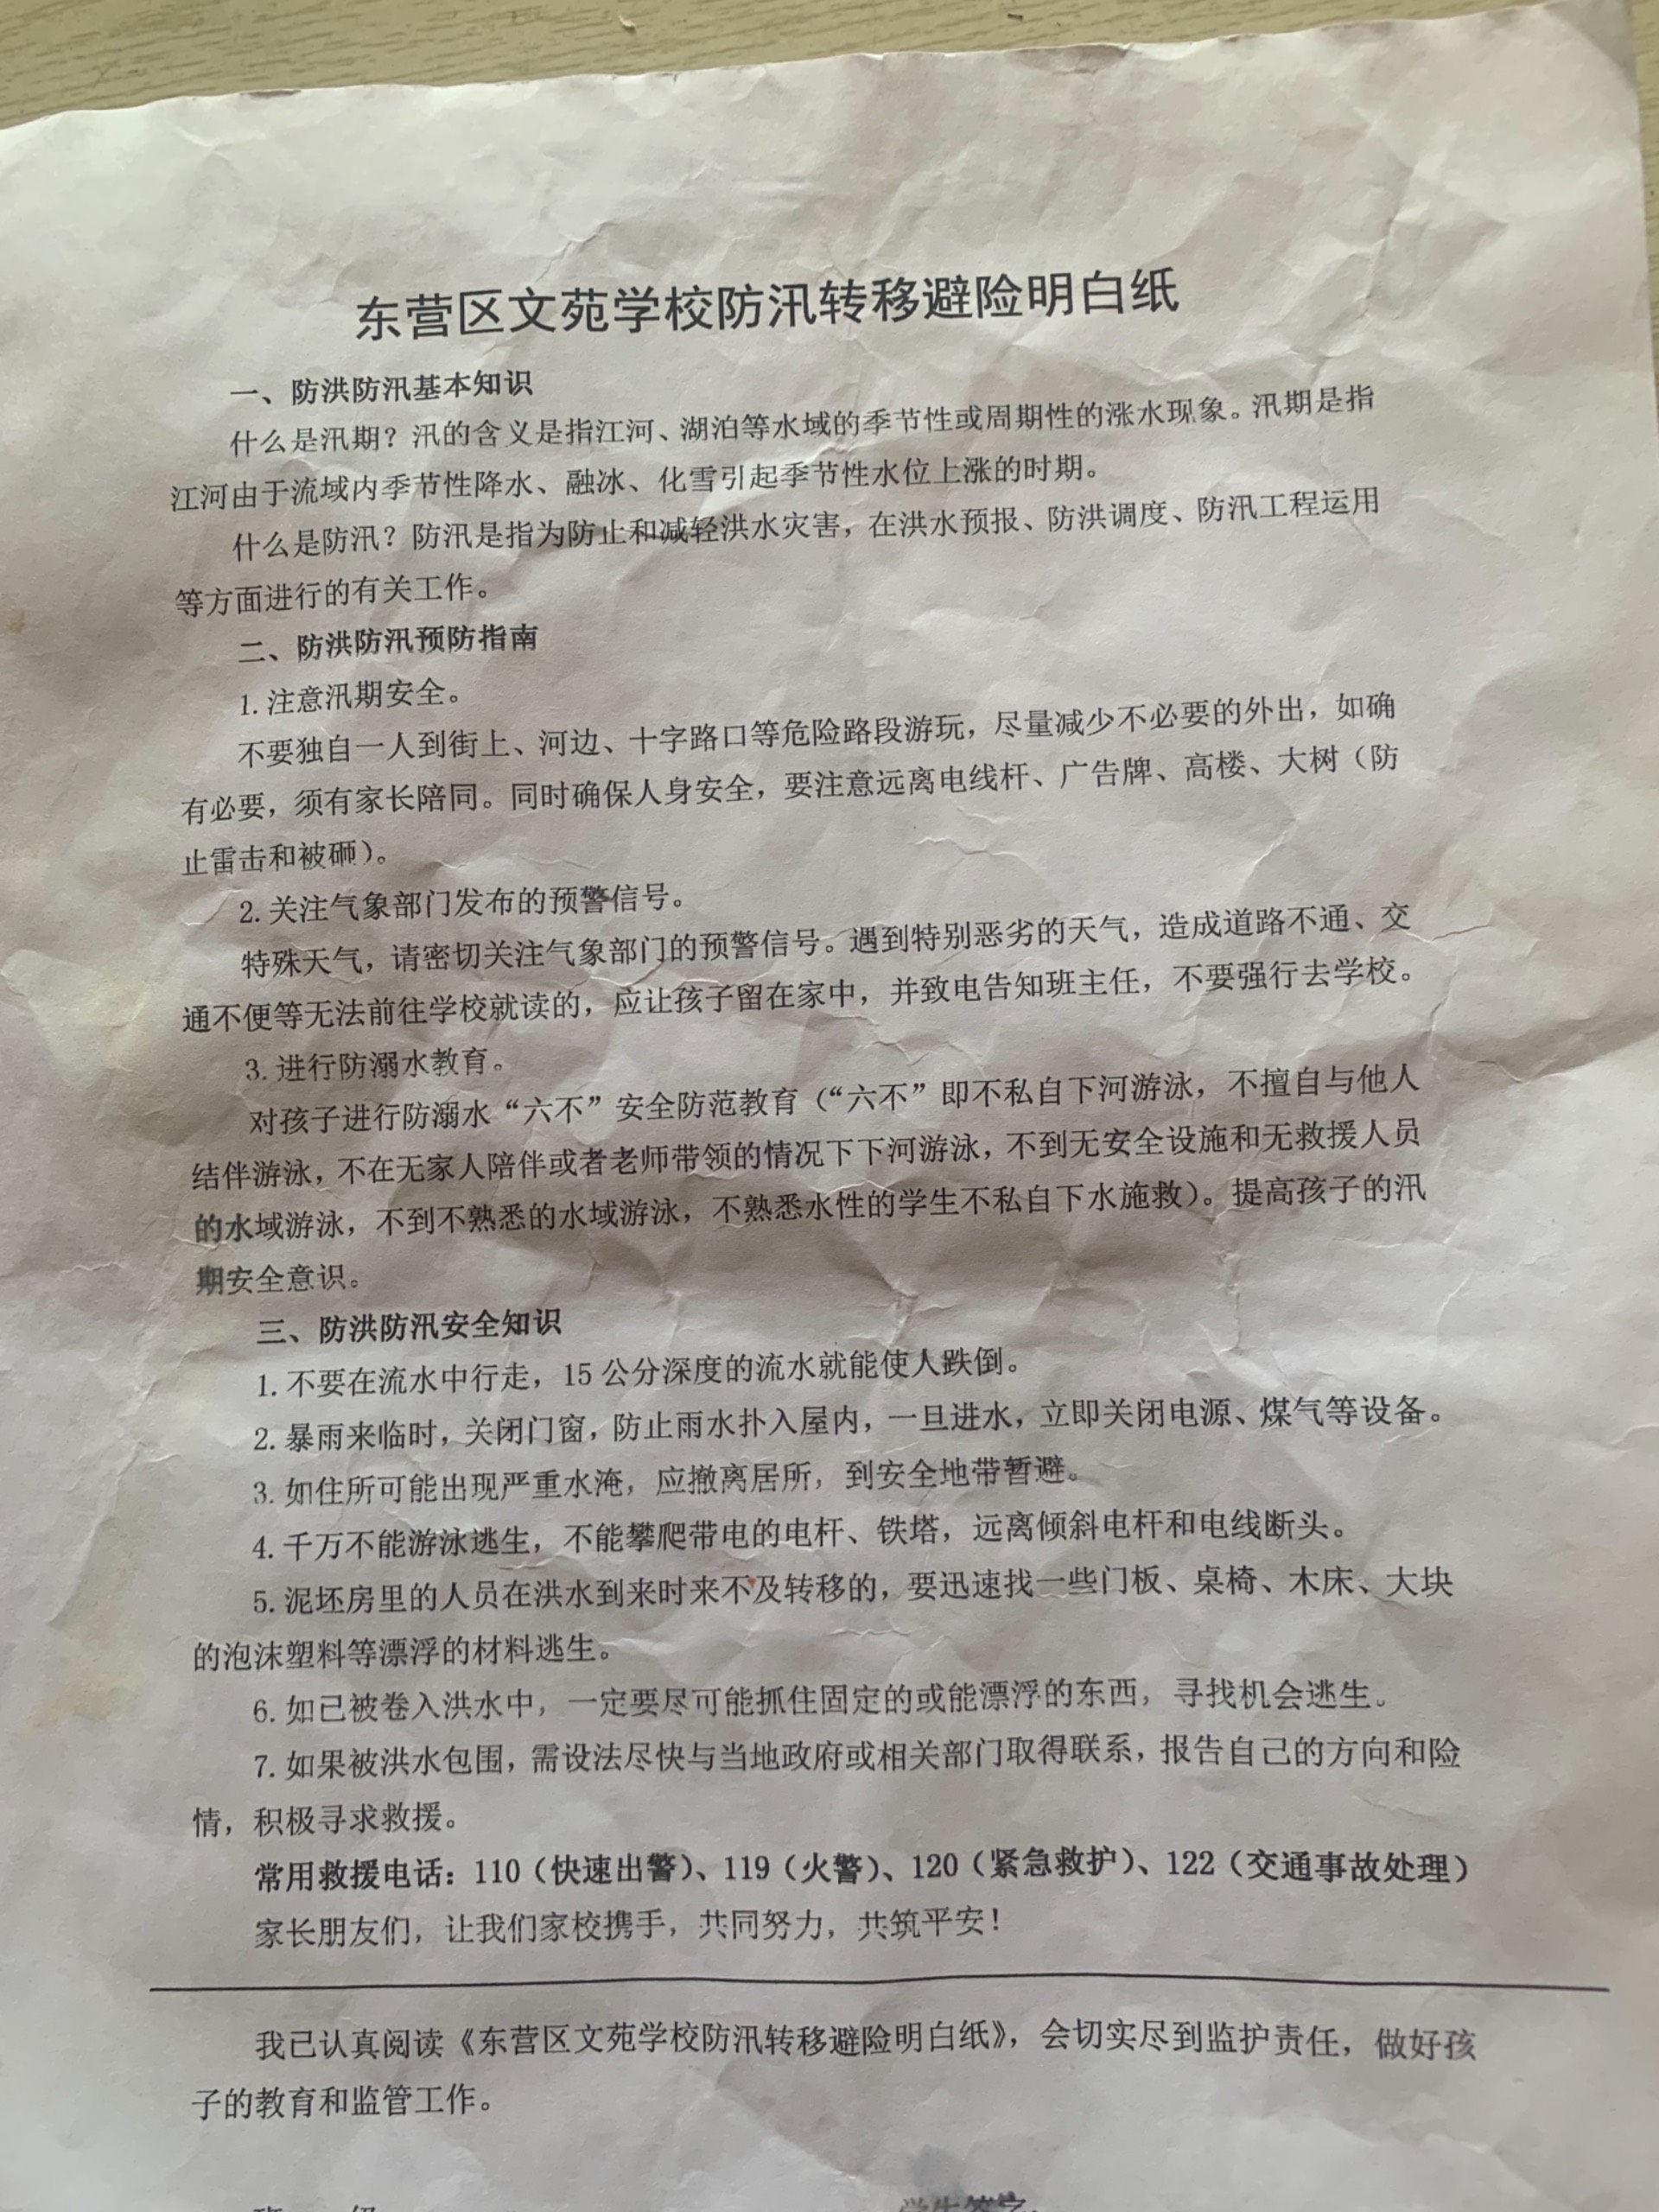 东营区文苑学校防汛转移避险明白纸
一、防洪防汛基本知识
什么是汛期？汛的含义是指江河、湖泊等水域的季节性或周期性的涨水现象。汛期是指
江河由于流域内季节性降水、融冰、化雪引起季节性水位上涨的时期。
什么是防汛？防汛是指为防止和减轻洪水灾害，在洪水预报、防洪调度、防汛工程运用
等方面进行的有关工作。
二、防洪防汛预防指南
1. 注意汛期安全。
不要独自一人到街上、河边、十字路口等危险路段游玩，尽量减少不必要的外出，如确
有必要，须有家长陪同。同时确保人身安全，要注意远离电线杆、广告牌、高楼、大树（防
止雷击和被砸）。
2. 关注气象部门发布的预警信号。
特殊天气，请密切关注气象部门的预警信号。遇到特别恶劣的天气，造成道路不通、交
通不便等无法前往学校就读的，应让孩子留在家中，并致电告知班主任，不要强行去学校。
3. 进行防溺水教育。
对孩子进行防溺水“六不”安全防范教育（“六不”即不私自下河游泳，不擅自与他人
结伴游泳，不在无家人陪伴或者老师带领的情况下下河游泳，不到无安全设施和无救援人员
的水域游泳，不到不熟悉的水域游泳，不熟悉水性的学生不私自下水施救）。提高孩子的汛
期安全意识。
三、防洪防汛安全知识
1. 不要在流水中行走，15 公分深度的流水就能使人跌倒。
2. 暴雨来临时，关闭门窗，防止雨水扑入屋内，一旦进水，立即关闭电源、煤气等设备。
3. 如住所可能出现严重水淹，应撤离居所，到安全地带暂避。
4. 千万不能游泳逃生，不能攀爬带电的电杆、铁塔，远离倾斜电杆和电线断头。
5. 泥坯房里的人员在洪水到来时来不及转移的，要迅速找一些门板、桌椅、木床、大块
的泡沫塑料等漂浮的材料逃生。
6. 如已被卷入洪水中，一定要尽可能抓住固定的或能漂浮的东西，寻找机会逃生。
7. 如果被洪水包围，需设法尽快与当地政府或相关部门取得联系，报告自己的方向和险
情，积极寻求救援。
常用救援电话：110（快速出警）、119（火警）、120（紧急救护）、122（交通事故处理）
家长朋友们，让我们家校携手，共同努力，共筑平安！
我已认真阅读《东营区文苑学校防汛转移避险明白纸》，会切实尽到监护责任，做好孩
子的教育和监管工作。